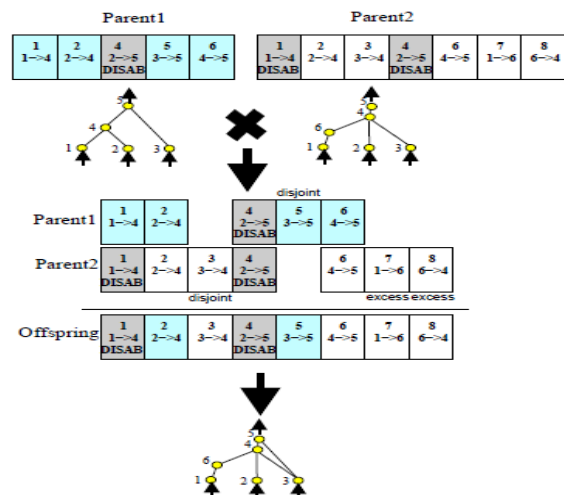 Parent1 Parent2
1 2 4 5 6 1 2 3 4 6 7 8
1->4 2->4 2->5 3->5 4->5 1->4 2->4 3->4 2->5 4->5 1->6 6->4
DISAB DISAB DISAB
5 5
4
4 6
1 2 3 1 2 3
disjoint
Parent1 1 2 4 5 6
1->4 2->4 2->5 3->5 4->5
DISAB
Parent2 1 2 3 4 6 7 8
1->4 2->4 3->4 2->5 4->5 1->6 6->4
DISAB DISAB
disjoint excess excess
Offspring 1 2 3 4 5 6 7 8
1->4 2->4 3->4 2->5 3->5 4->5 1->6 6->4
DISAB DISAB
5
4
6
1 2 3